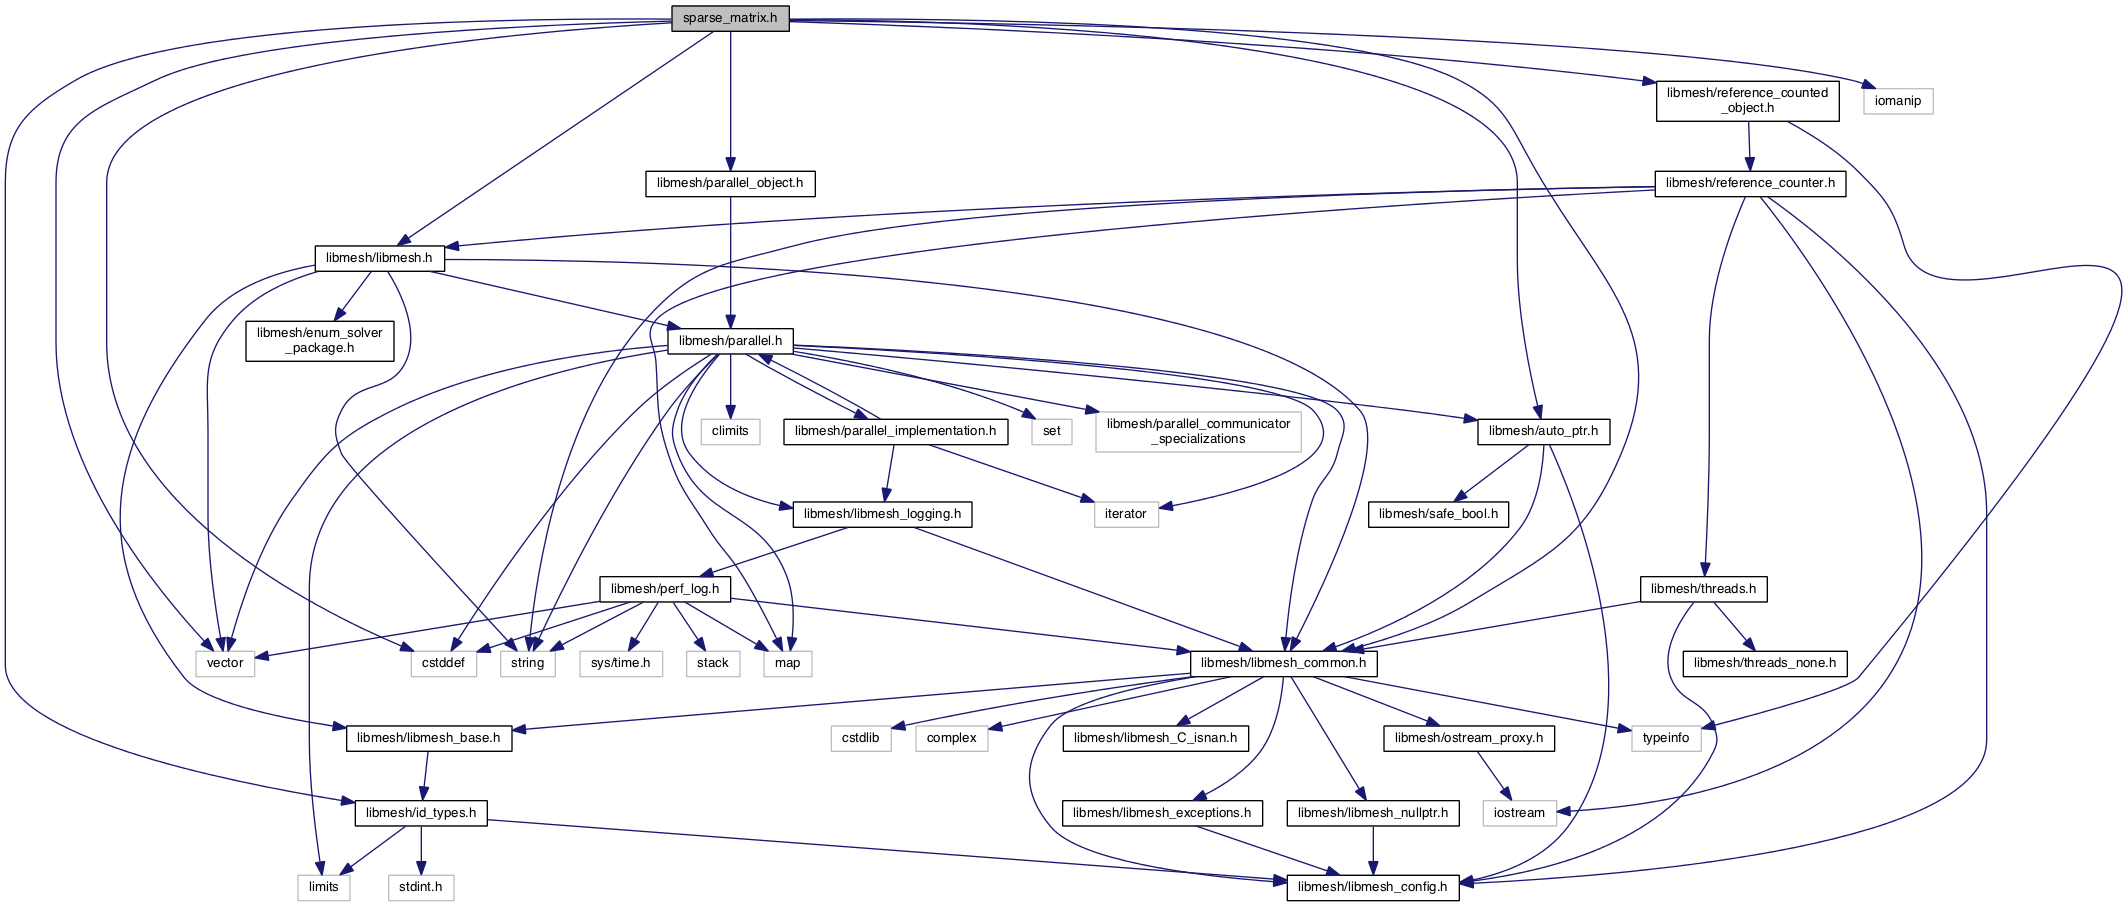 sparse_matrix.h
libmesh/reference_counted
_object.h
iomanip
libmesh/parallel_object.h
libmesh/reference_counter.h
libmesh/libmesh.h
libmesh/enum_solver
_package.h
libmesh/parallel.h
climits
libmesh/parallel_implementation.h
set
libmesh/parallel_communicator
_specializations
libmesh/auto_ptr.h
libmesh/libmesh_logging.h
iterator
libmesh/safe_bool.h
libmesh/perf_log.h
libmesh/threads.h
vector
cstddef
string
sys/time.h
stack
map
libmesh/libmesh_common.h
libmesh/threads_none.h
libmesh/libmesh_base.h
cstdlib
complex
libmesh/libmesh_C_isnan.h
libmesh/ostream_proxy.h
typeinfo
libmesh/id_types.h
libmesh/libmesh_exceptions.h
libmesh/libmesh_nullptr.h
iostream
limits
stdint.h
libmesh/libmesh_config.h